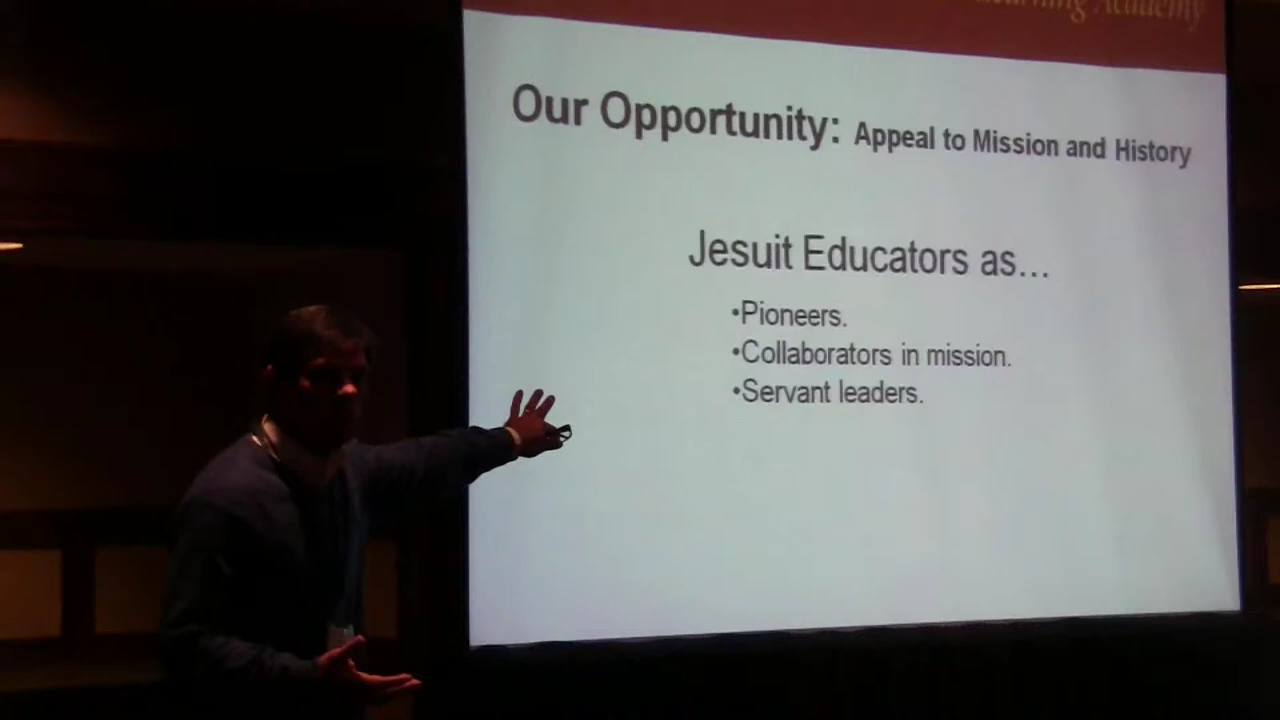 Learning Academy
Our Opportunity: Appeal to Mission and History
Jesuit Educators as...
•Pioneers.
•Collaborators in mission.
•Servant leaders.